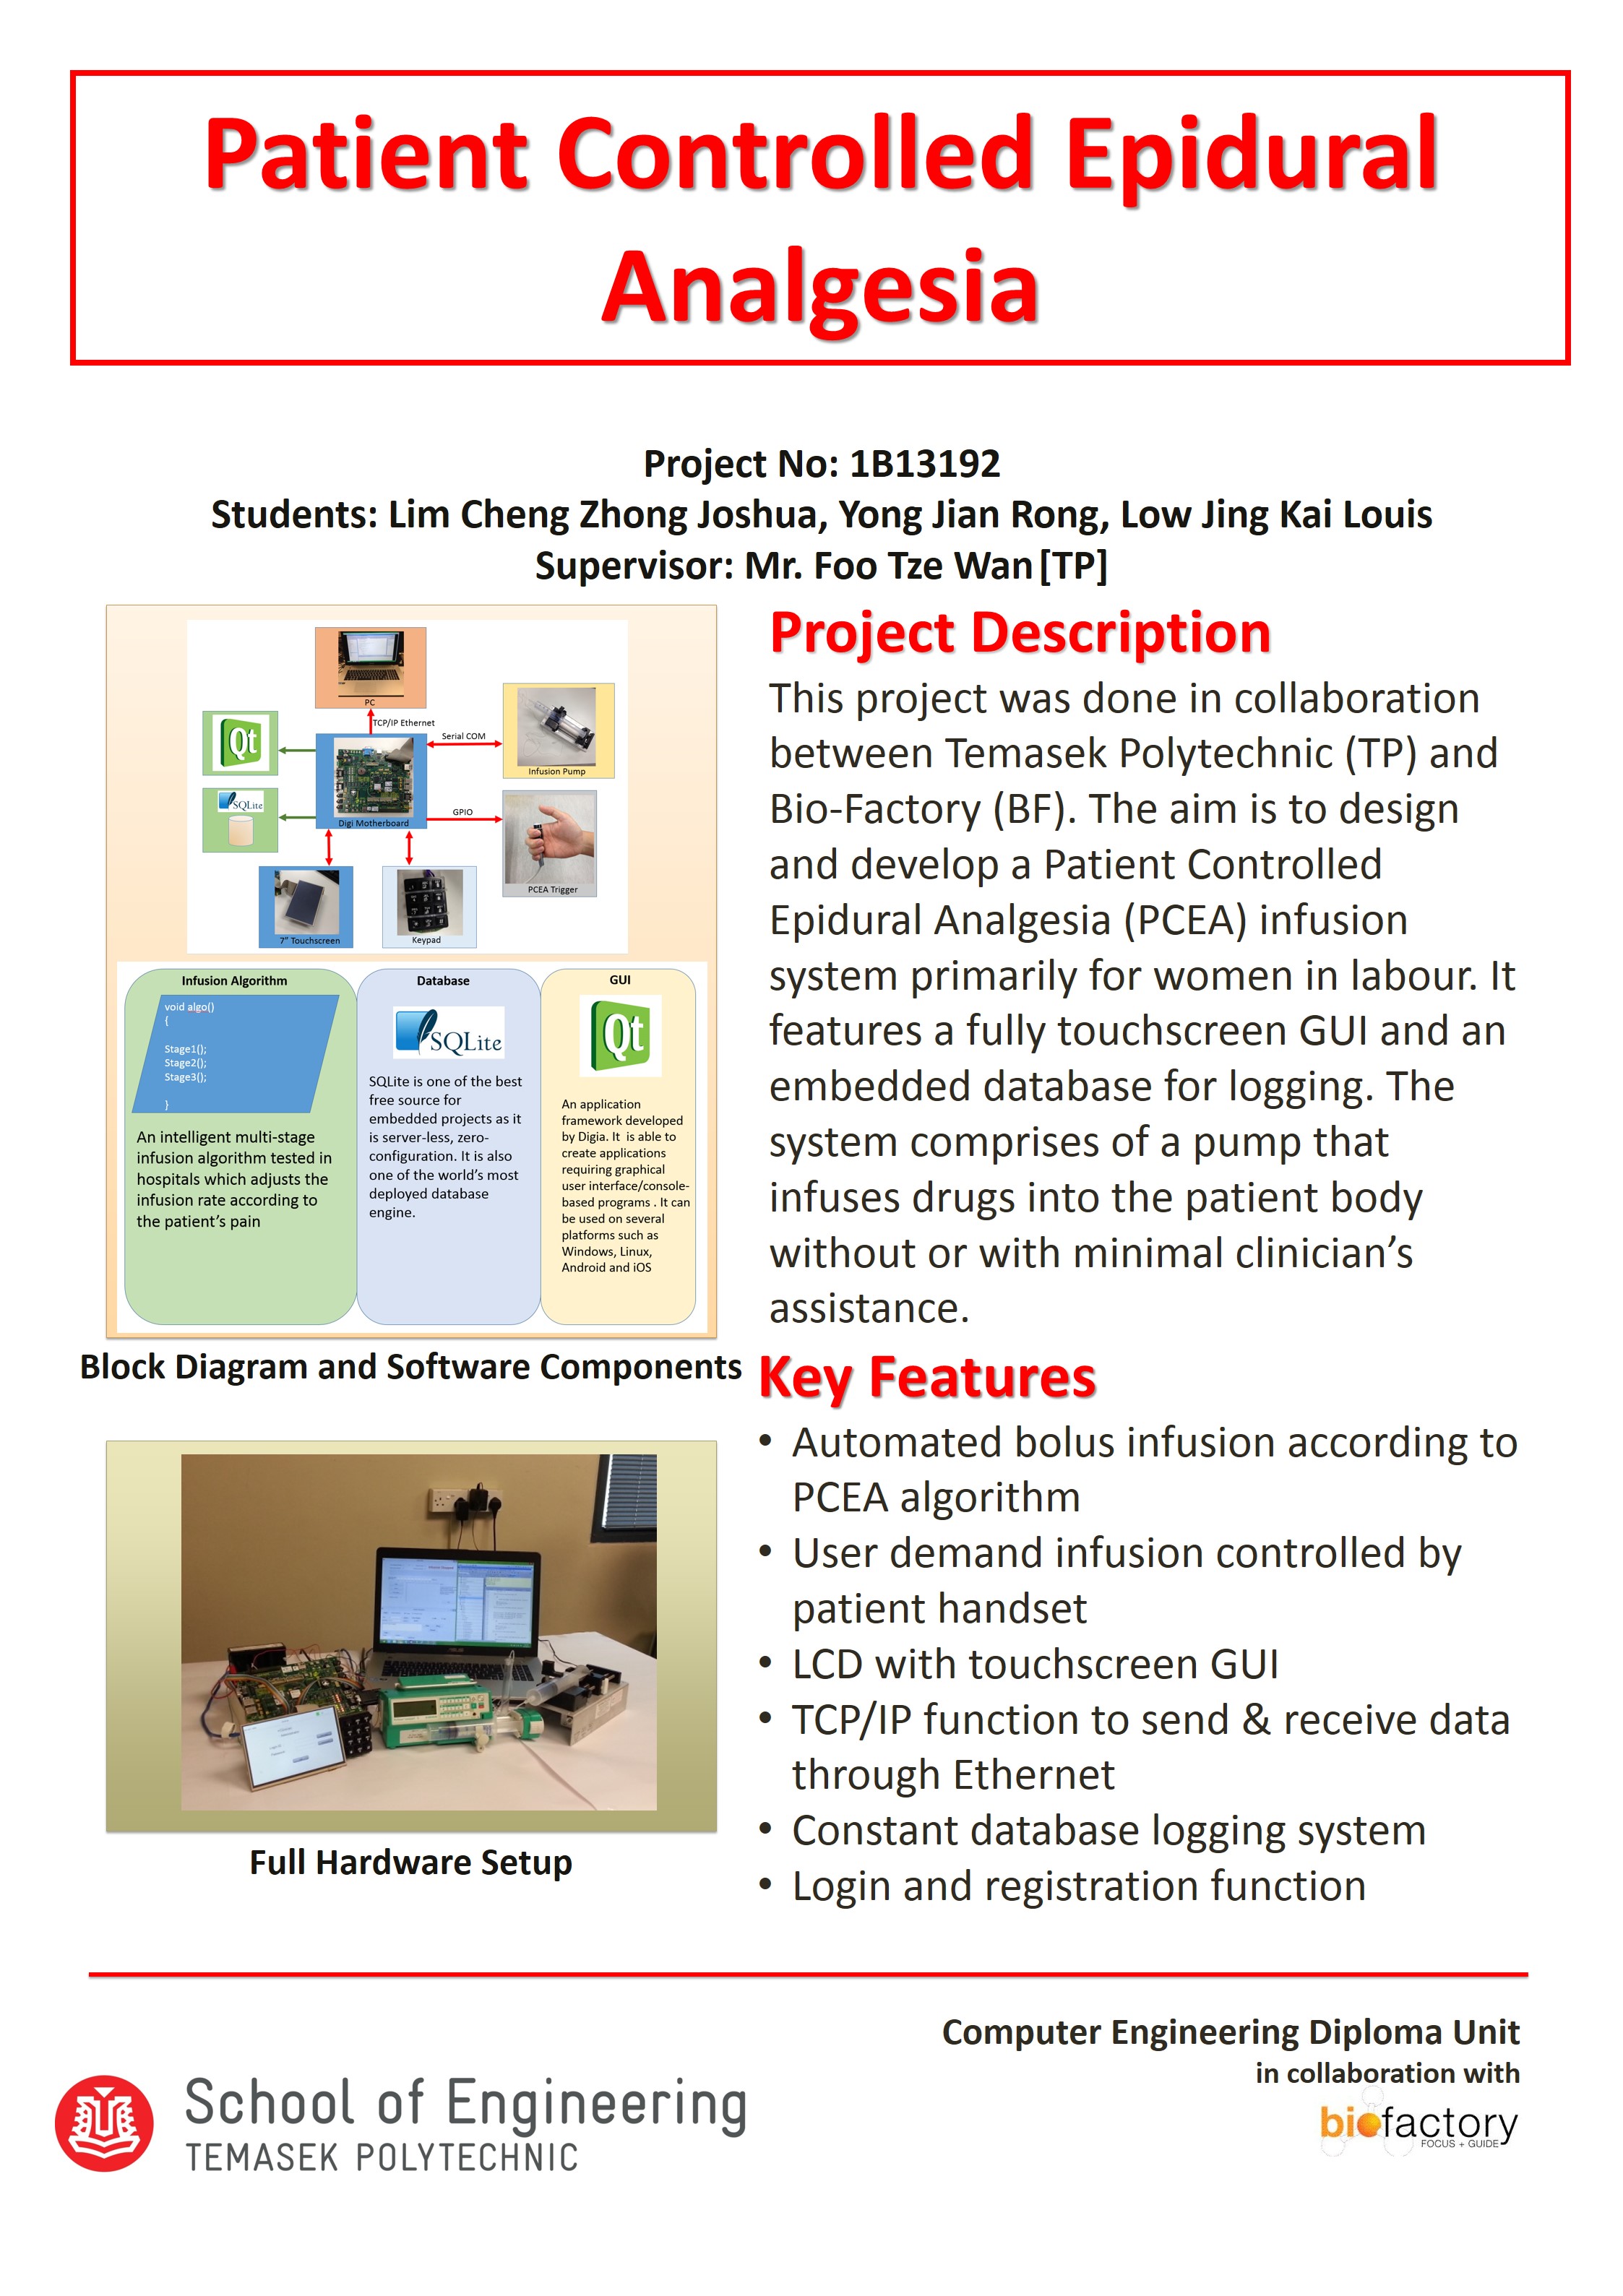 Patient Controlled Epidural
Analgesia
Project No: 1B13192
Students: Lim Cheng Zhong Joshua, Yong Jian Rong, Low Jing Kai Louis
Supervisor: Mr. Foo Tze Wan [TP]
PC
TCP/IP Ethernet
Qt
Serial COM
Infusion Pump
SQLite
Digi Motherboard
GPIO
PCEA Trigger
7” Touchscreen
Keypad
Infusion Algorithm
void algo()
{
Stage1();
Stage2();
Stage3();
}
An intelligent multi-stage
infusion algorithm tested in
hospitals which adjusts the
infusion rate according to
the patient’s pain
Database
SQLite
SQLite is one of the best
free source for
embedded projects as it
is server-less, zero-
configuration. It is also
one of the world’s most
deployed database
engine.
GUI
Qt
An application
framework developed
by Digia. It is able to
create applications
requiring graphical
user interface/console-
based programs . It can
be used on several
platforms such as
Windows, Linux,
Android and iOS
Block Diagram and Software Components
Full Hardware Setup
Project Description
This project was done in collaboration
between Temasek Polytechnic (TP) and
Bio-Factory (BF). The aim is to design
and develop a Patient Controlled
Epidural Analgesia (PCEA) infusion
system primarily for women in labour. It
features a fully touchscreen GUI and an
embedded database for logging. The
system comprises of a pump that
infuses drugs into the patient body
without or with minimal clinician’s
assistance.
Key Features
• Automated bolus infusion according to
PCEA algorithm
• User demand infusion controlled by
patient handset
• LCD with touchscreen GUI
• TCP/IP function to send & receive data
through Ethernet
• Constant database logging system
• Login and registration function
Computer Engineering Diploma Unit
in collaboration with
biofactory
FOCUS + GUIDE
School of Engineering
TEMASEK POLYTECHNIC